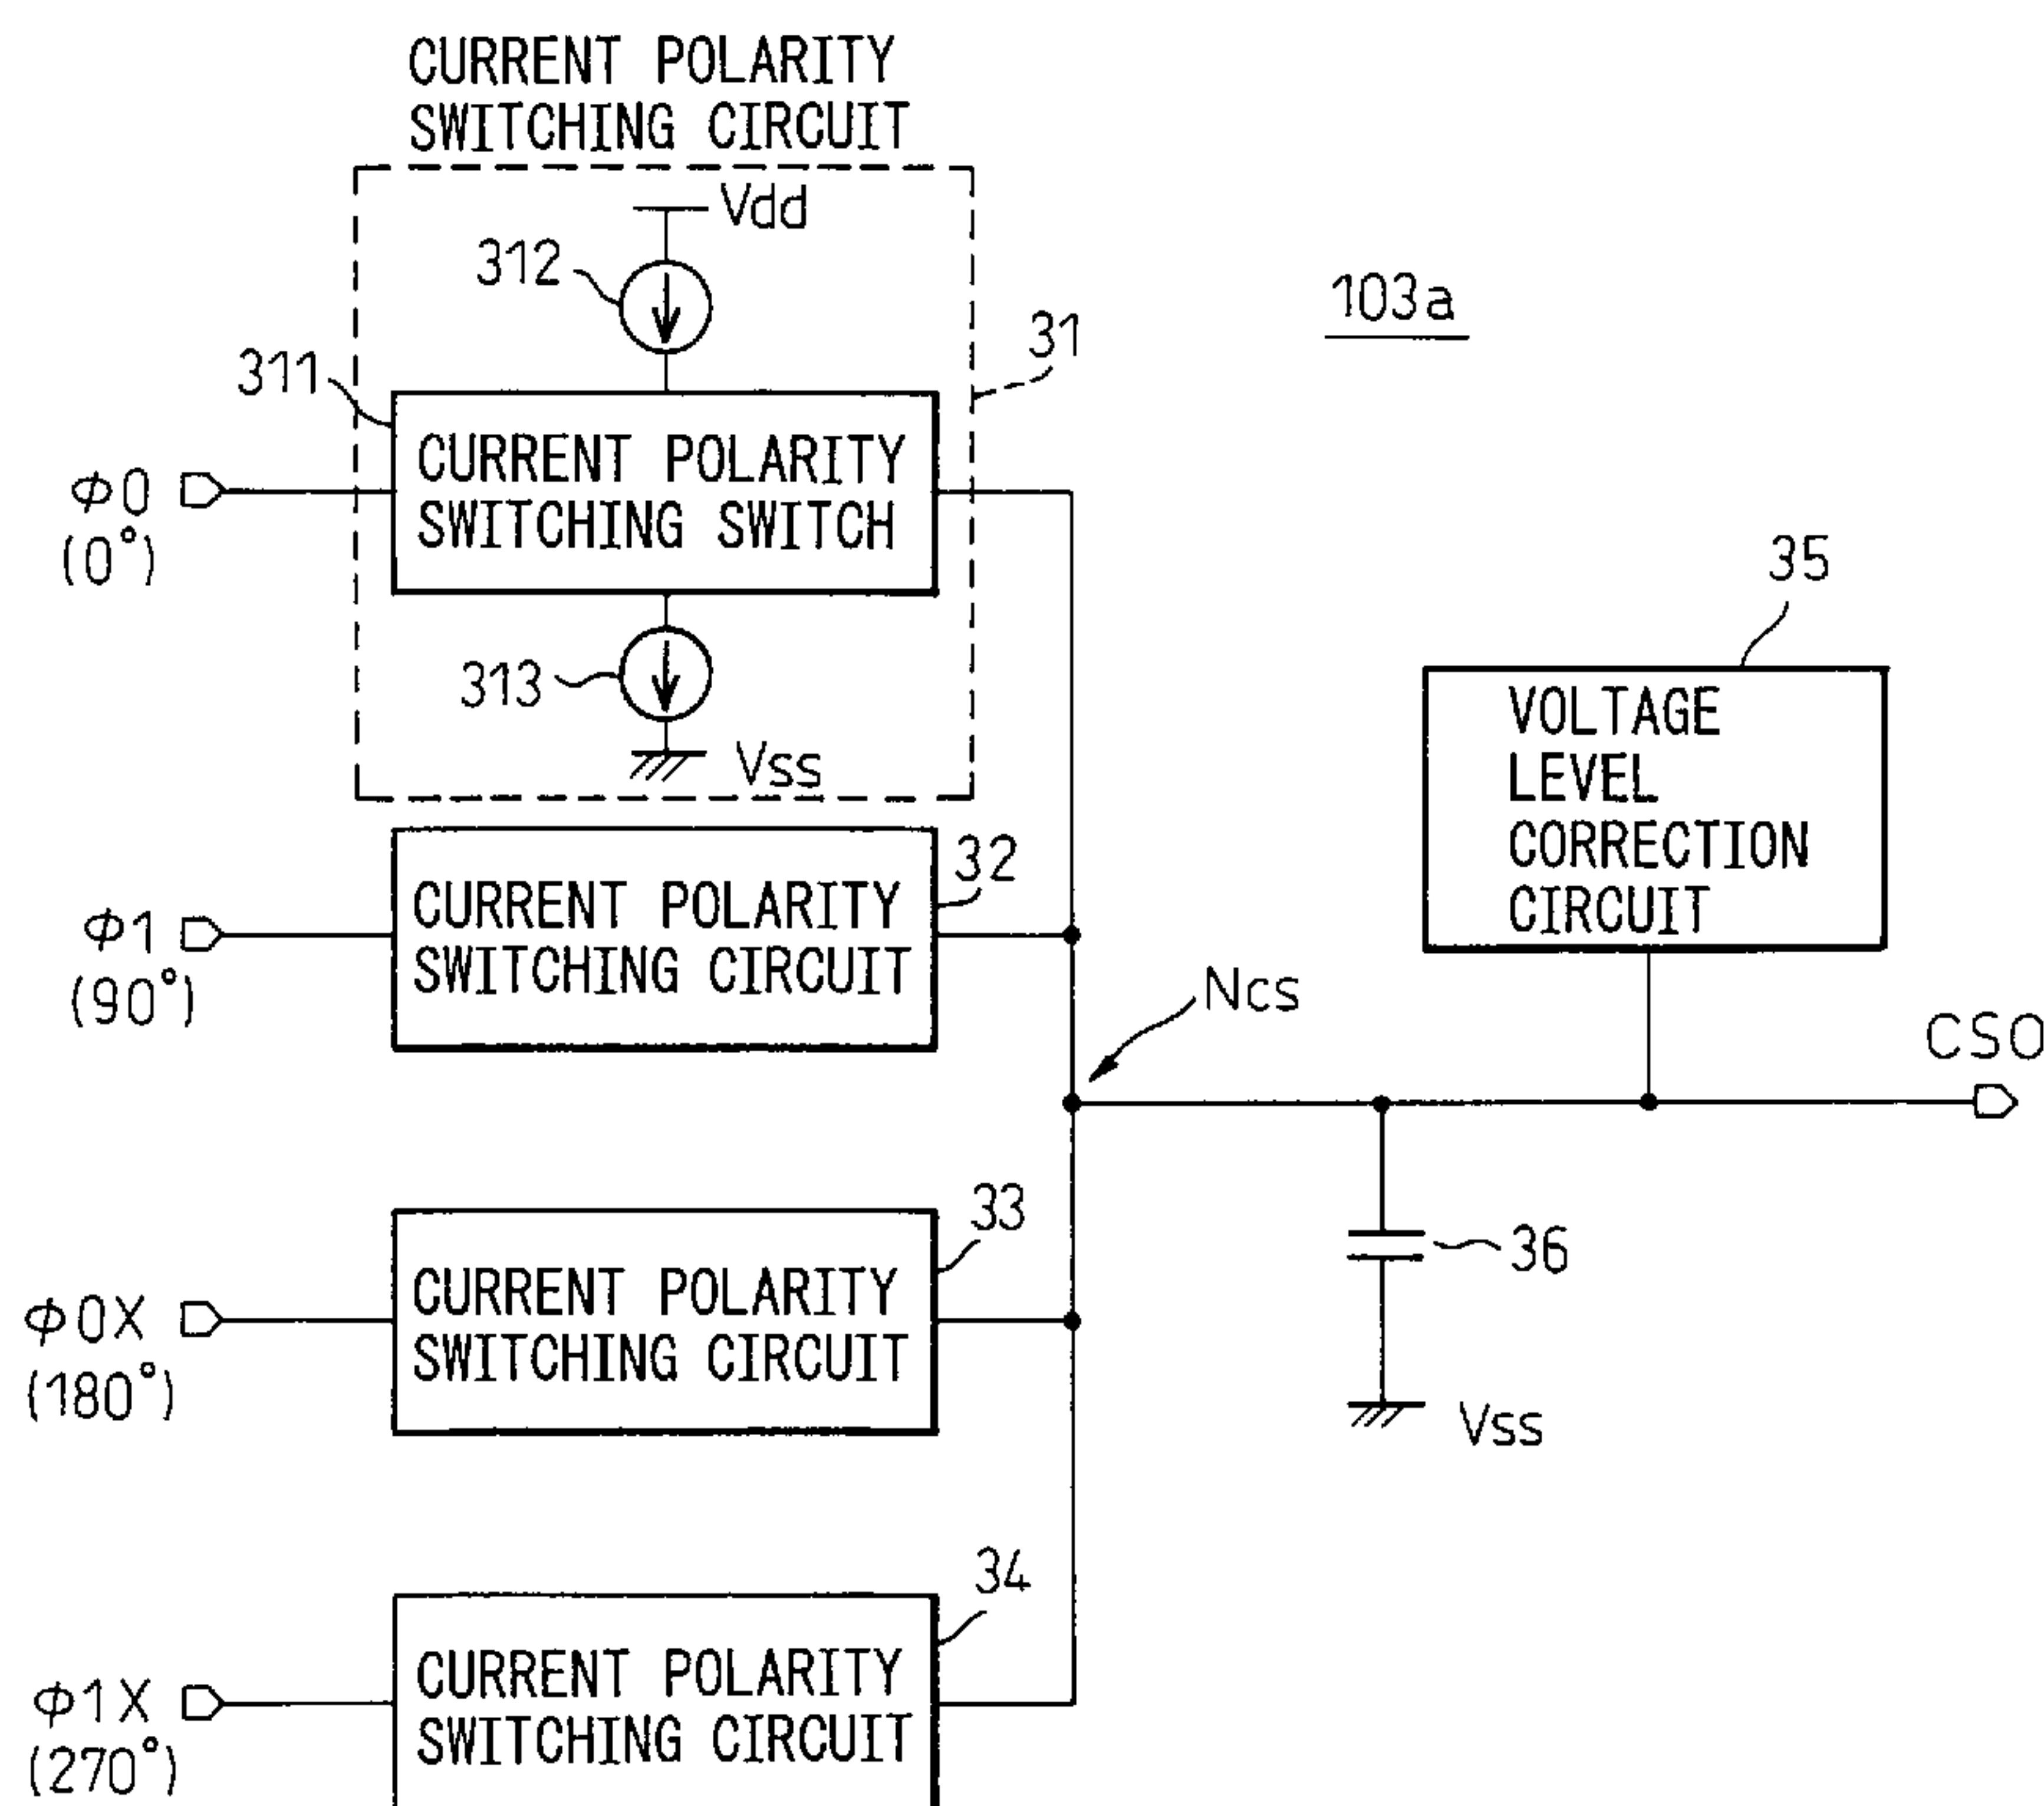 CURRENT POLARITY
SWITCHING CIRCUIT
Vdd
312
103a
31
311
CURRENT POLARITY
SWITCHING SWITCH
φ0
(0°)
35
313
Vss
VOLTAGE
LEVEL
CORRECTION
CIRCUIT
32
CURRENT POLARITY
SWITCHING CIRCUIT
φ1
(90°)
Ncs
CSO
33
CURRENT POLARITY
SWITCHING CIRCUIT
φ0X
(180°)
36
Vss
34
CURRENT POLARITY
SWITCHING CIRCUIT
φ1X
(270°)